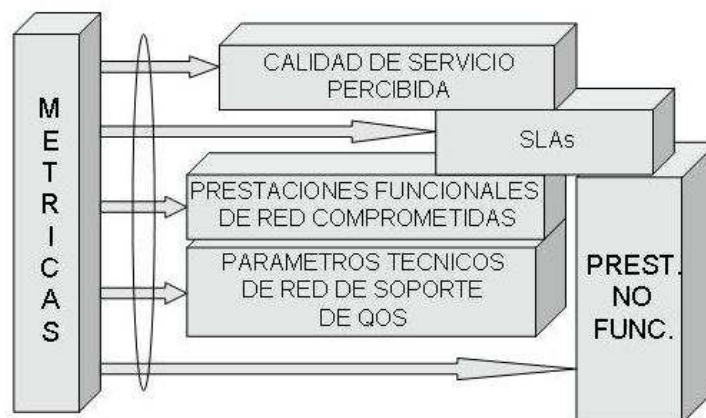 METRICAS
CALIDAD DE SERVICIO
PERCIBIDA
SLAs
PRESTACIONES FUNCIONALES
DE RED COMPROMETIDAS
PARAMETROS TECNICOS
DE RED DE SOPORTE
DE QOS
PREST.
NO
FUNC.